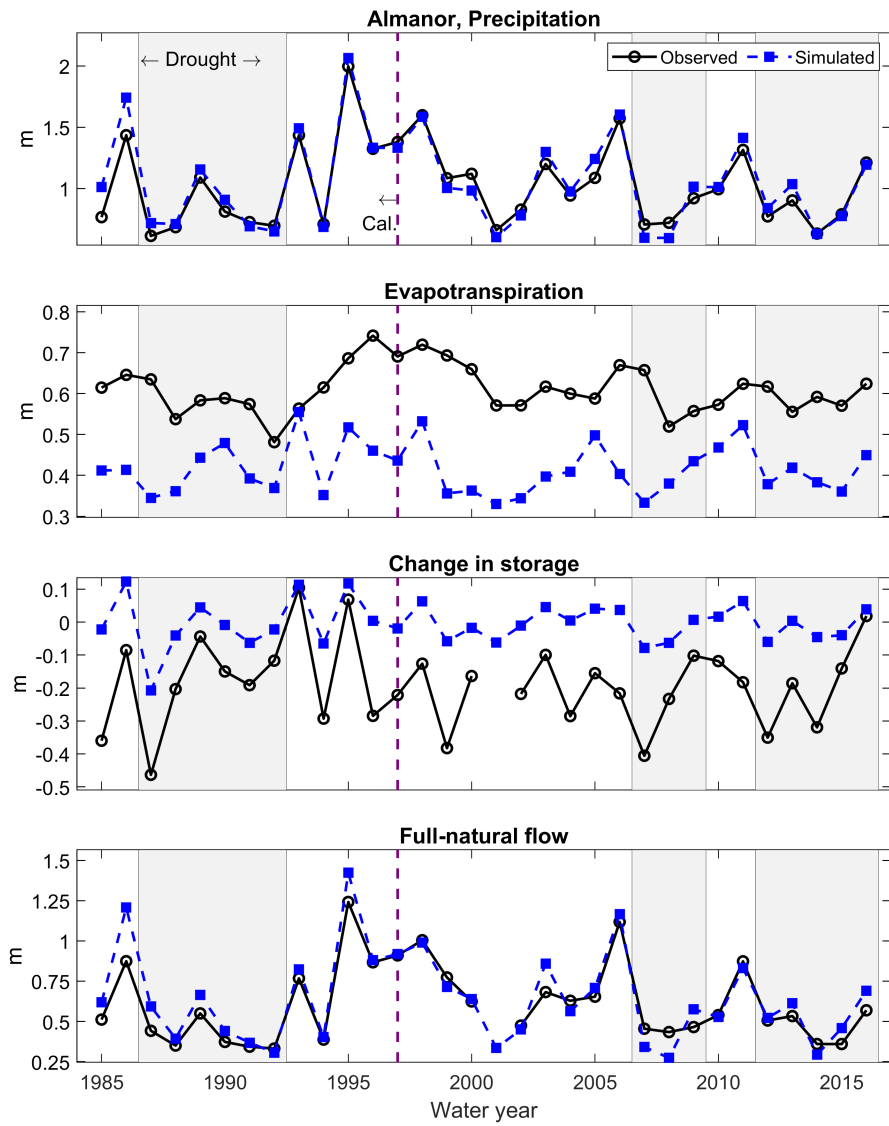 Almanor, Precipitation
← Drought →
Observed
Simulated
2
1.5
1
m
←
Cal.
Evapotranspiration
0.8
0.7
0.6
0.5
0.4
0.3
m
Change in storage
0.1
0
-0.1
-0.2
-0.3
-0.4
-0.5
m
Full-natural flow
1.5
1.25
1
0.75
0.5
0.25
m
1985 1990 1995 2000 2005 2010 2015
Water year